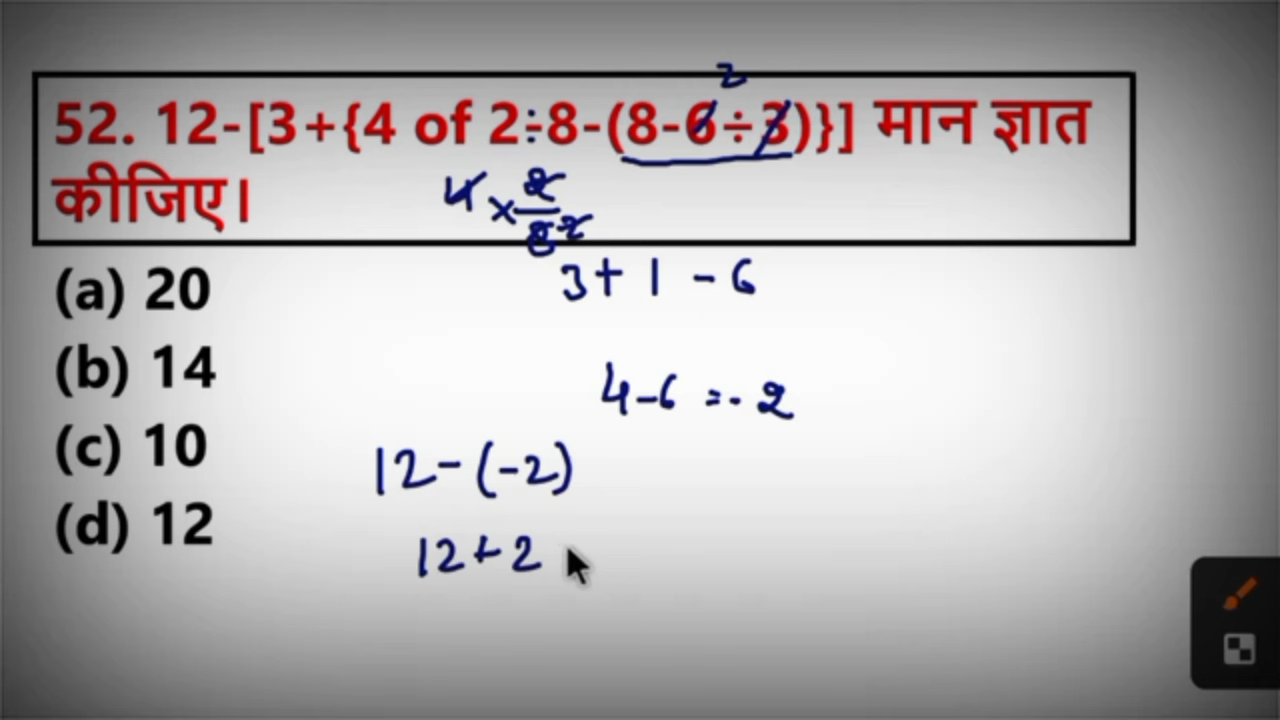 52. 12-[3+{4 of 2÷8-(8-6÷3)}] मान ज्ञात
कीजिए।
2
4 × 2/8 2
3 + 1 - 6
(a) 20
(b) 14
4 - 6 = - 2
(c) 10
12 - (-2)
(d) 12
12 + 2